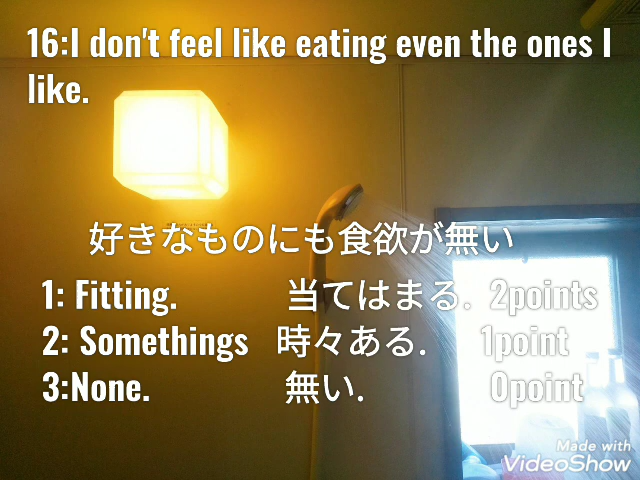 16:I don't feel like eating even the ones I
like.
好きなものにも食欲が無い
1: Fitting. 当てはまる. 2points
2: Somethings 時々ある. 1point
3:None. 無い. 0point
Made with
VideoShow